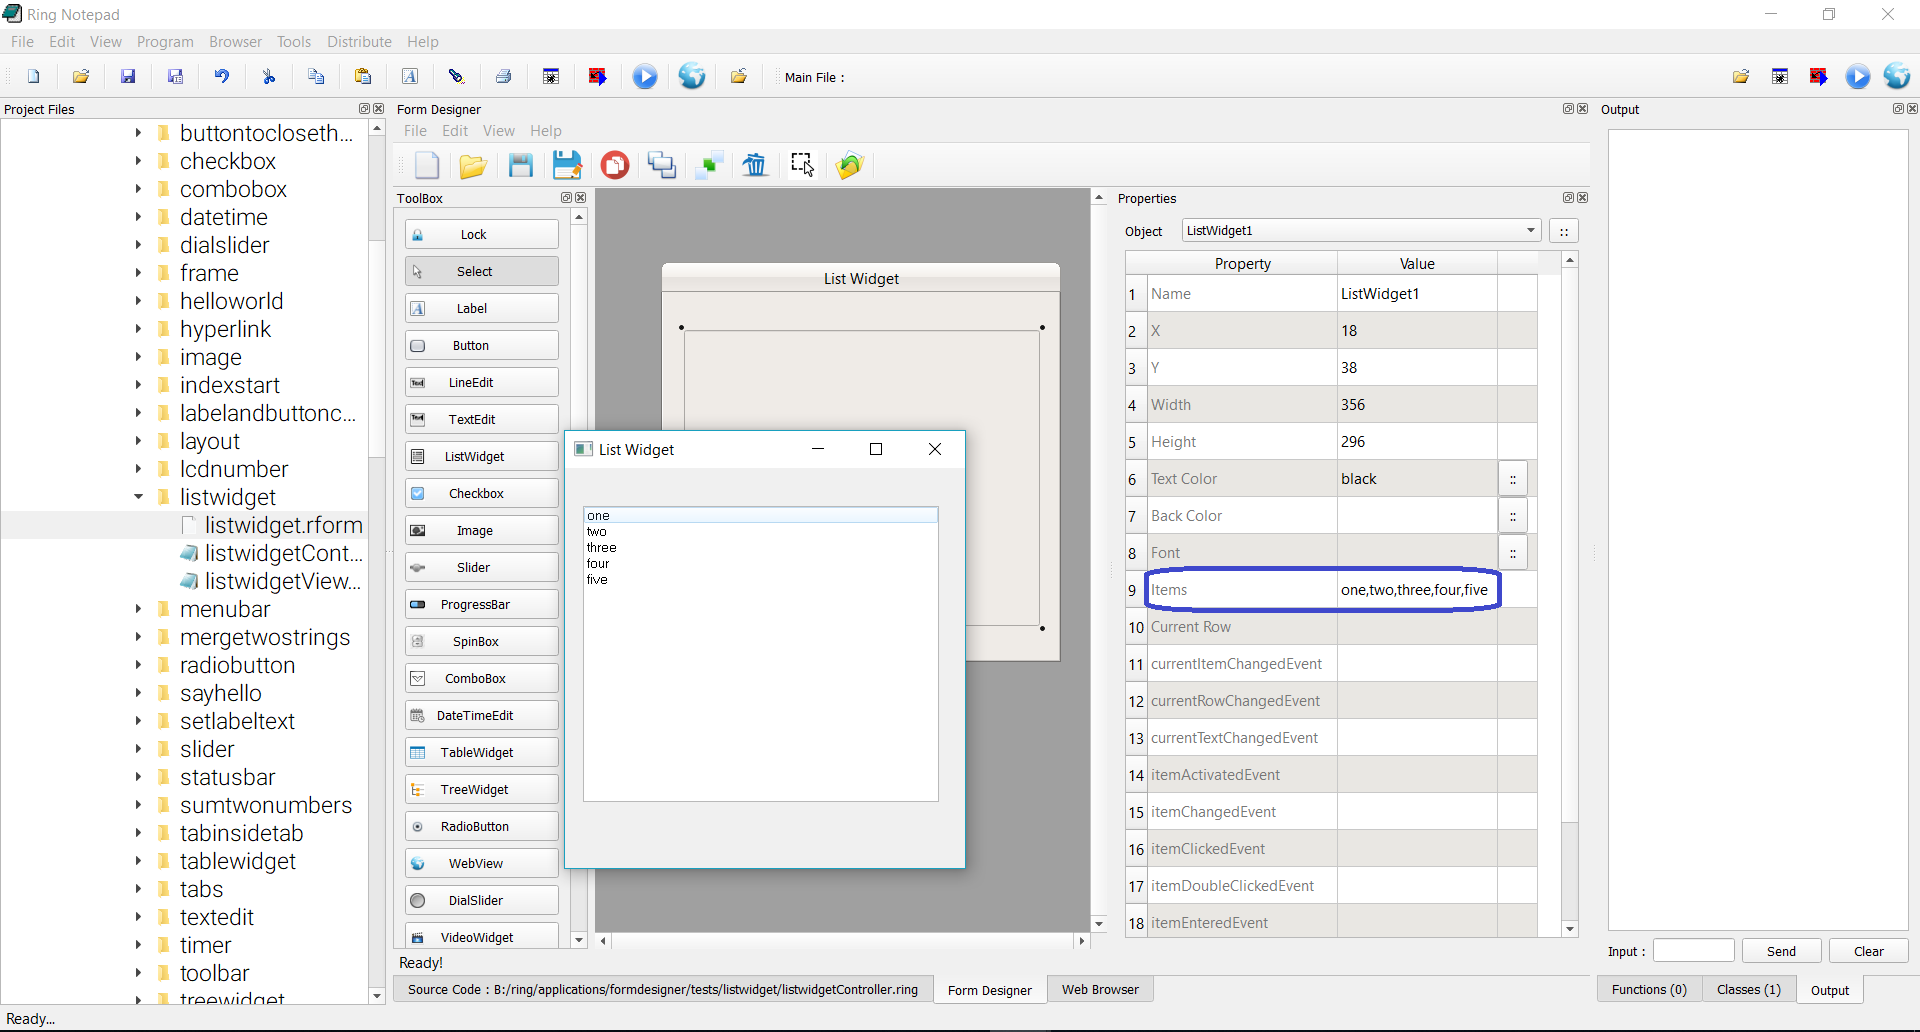 Ring Notepad
File Edit View Program Browser Tools Distribute Help
Main File :
Project Files
buttontocloseth...
checkbox
combobox
datetime
dialslider
frame
helloworld
hyperlink
image
indexstart
labelandbuttonc...
layout
lcdnumber
listwidget
listwidget.rform
listwidgetCont...
listwidgetView...
menubar
mergetwostrings
radiobutton
sayhello
setlabeltext
slider
statusbar
sumtwonumbers
tabinsidetab
tablewidget
tabs
textedit
timer
toolbar
treewidget
Form Designer
File Edit View Help
ToolBox
Lock
Select
Label
Button
LineEdit
TextEdit
ListWidget
Checkbox
Image
Slider
ProgressBar
SpinBox
ComboBox
DateTimeEdit
TableWidget
TreeWidget
RadioButton
WebView
DialSlider
VideoWidget
List Widget
List Widget
one
two
three
four
five
Properties
Object ListWidget1 ::
Property Value
1 Name ListWidget1
2 X 18
3 Y 38
4 Width 356
5 Height 296
6 Text Color black ::
7 Back Color ::
8 Font ::
9 Items one,two,three,four,five
10 Current Row
11 currentItemChangedEvent
12 currentRowChangedEvent
13 currentTextChangedEvent
14 itemActivatedEvent
15 itemChangedEvent
16 itemClickedEvent
17 itemDoubleClickedEvent
18 itemEnteredEvent
Ready!
Source Code : B:/ring/applications/formdesigner/tests/listwidget/listwidgetController.ring
Form Designer
Web Browser
Output
Input : Send Clear
Functions (0) Classes (1) Output
Ready...